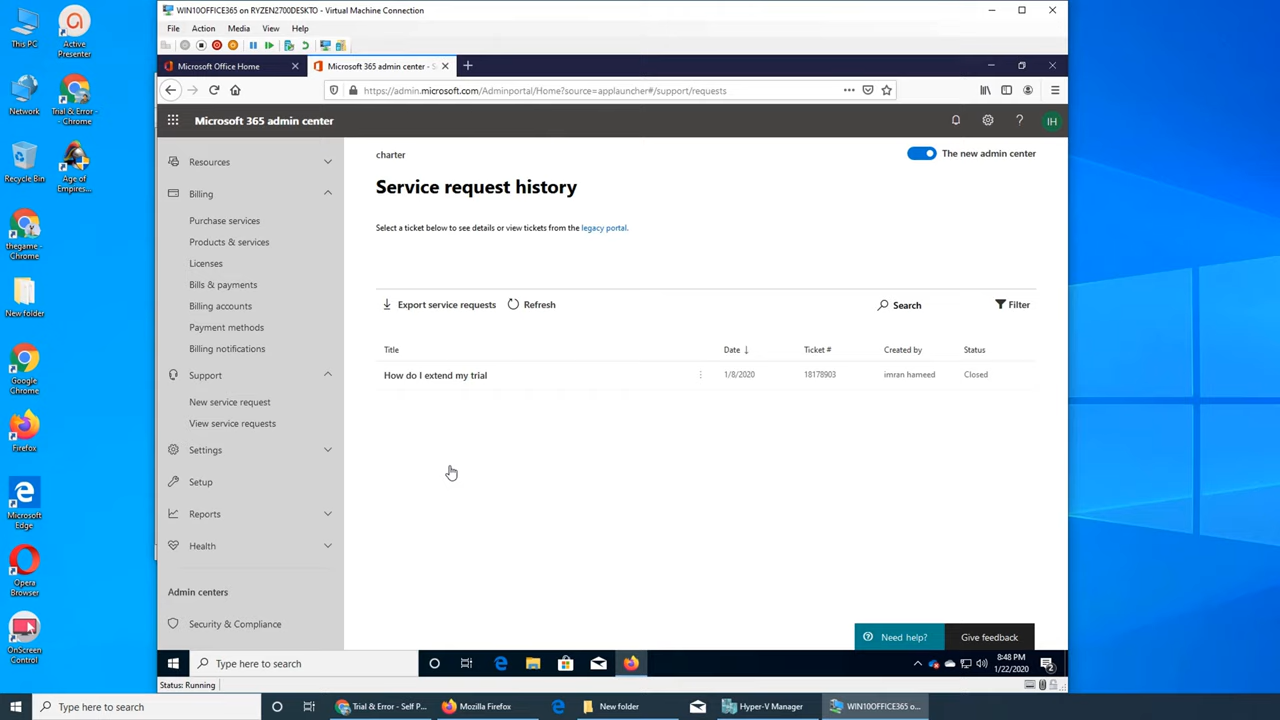 This PC
Active
Presenter
Network
Trial & Error -
- Chrome
Recycle Bin
Age of
Empires...
thegame -
Chrome
New folder
Google
Chrome
Firefox
Microsoft
Edge
Opera
Browser
OnScreen
Control
WIN10OFFICE365 on RYZEN2700DESKTO - Virtual Machine Connection
File Action Media View Help
Microsoft Office Home
Microsoft 365 admin center - S
https://admin.microsoft.com/Adminportal/Home?source=applauncher#/support/requests
Microsoft 365 admin center
IH
Resources
Billing
Purchase services
Products & services
Licenses
Bills & payments
Billing accounts
Payment methods
Billing notifications
Support
New service request
View service requests
Settings
Setup
Reports
Health
Admin centers
Security & Compliance
charter
The new admin center
Service request history
Select a ticket below to see details or view tickets from the legacy portal.
Export service requests Refresh Search Filter
Title Date ↓ Ticket # Created by Status
How do I extend my trial 1/8/2020 18178903 imran hameed Closed
Need help? Give feedback
Type here to search
8:48 PM
1/22/2020
2
Status: Running
Type here to search
Trial & Error - Self P...
Mozilla Firefox
New folder
Hyper-V Manager
WIN10OFFICE365 o...